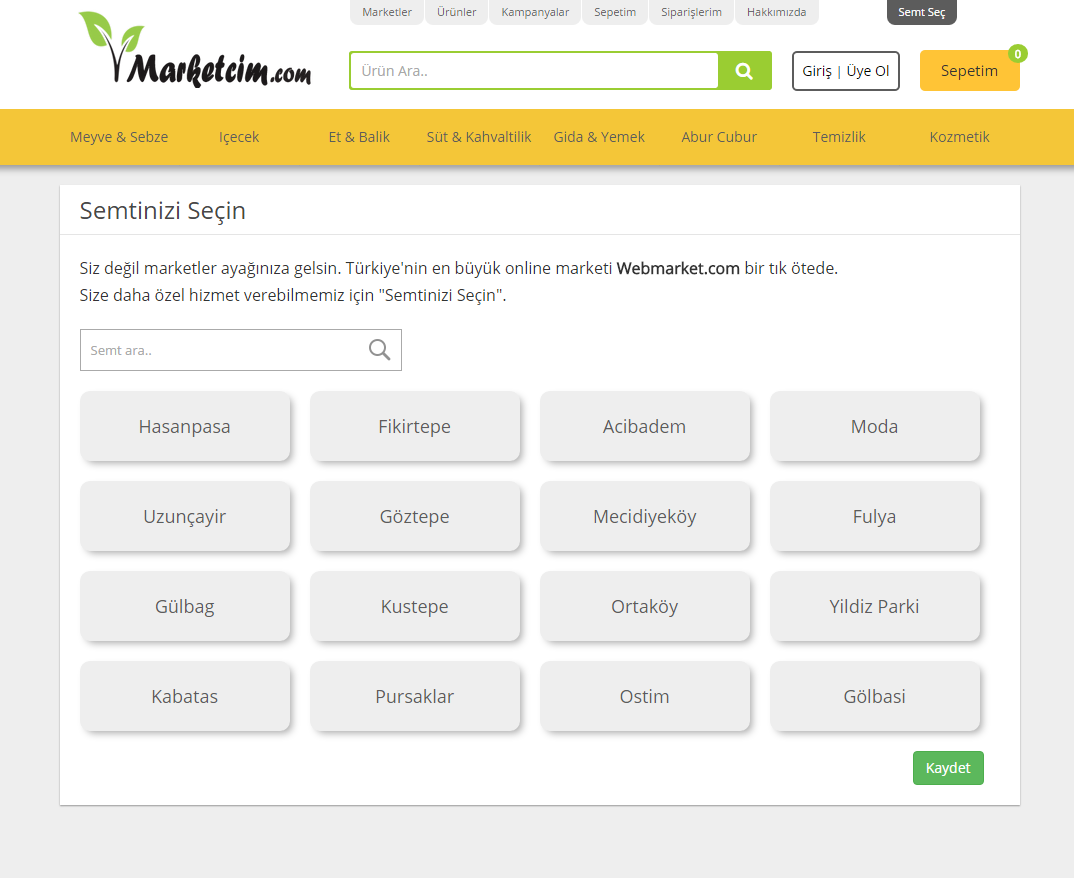 Marketler Ürünler Kampanyalar Sepetim Siparişlerim Hakkımızda Semt Seç
Marketcim.com
Ürün Ara..
Giriş | Üye Ol
Sepetim
0
Meyve & Sebze Içecek Et & Balik Süt & Kahvaltilik Gida & Yemek Abur Cubur Temizlik Kozmetik
Semtinizi Seçin
Siz değil marketler ayağınıza gelsin. Türkiye'nin en büyük online marketi Webmarket.com bir tık ötede.
Size daha özel hizmet verebilmemiz için "Semtinizi Seçin".
Semt ara..
Hasanpasa Fikirtepe Acibadem Moda
Uzunçayir Göztepe Mecidiyeköy Fulya
Gülbag Kustepe Ortaköy Yildiz Parki
Kabatas Pursaklar Ostim Gölbasi
Kaydet